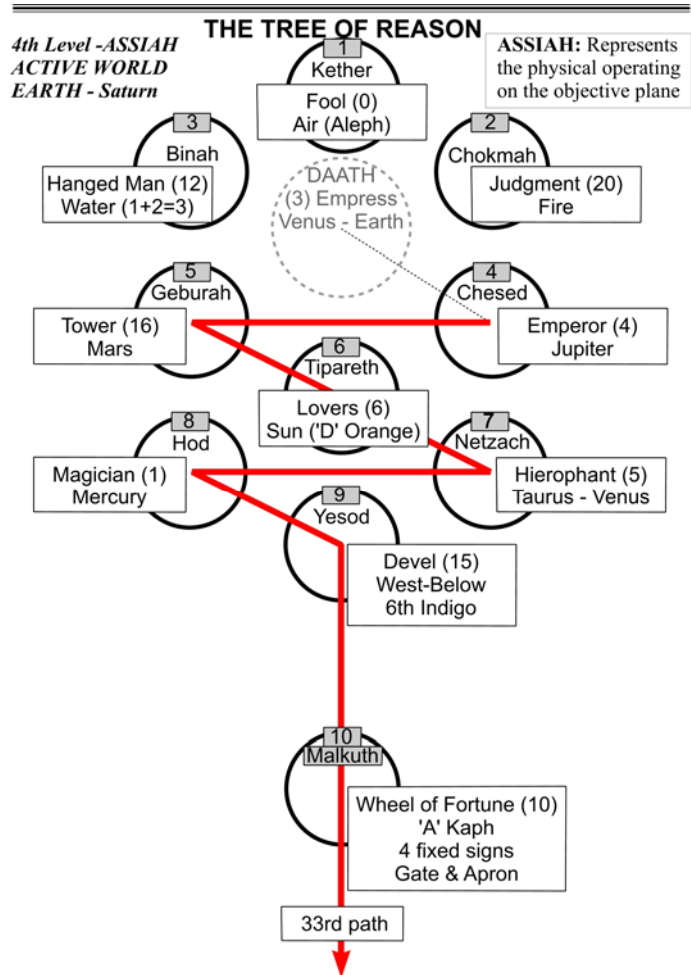 THE TREE OF REASON
4th Level -ASSIAH
ACTIVE WORLD
EARTH - Saturn
ASSIAH: Represents
the physical operating
on the objective plane
1
Kether
Fool (0)
Air (Aleph)
3
Binah
Hanged Man (12)
Water (1+2=3)
2
Chokmah
Judgment (20)
Fire
DAATH
(3) Empress
Venus - Earth
5
Geburah
Tower (16)
Mars
4
Chesed
Emperor (4)
Jupiter
6
Tipareth
Lovers (6)
Sun ('D' Orange)
8
Hod
Magician (1)
Mercury
7
Netzach
Hierophant (5)
Taurus - Venus
9
Yesod
Devel (15)
West-Below
6th Indigo
10
Malkuth
Wheel of Fortune (10)
'A' Kaph
4 fixed signs
Gate & Apron
33rd path